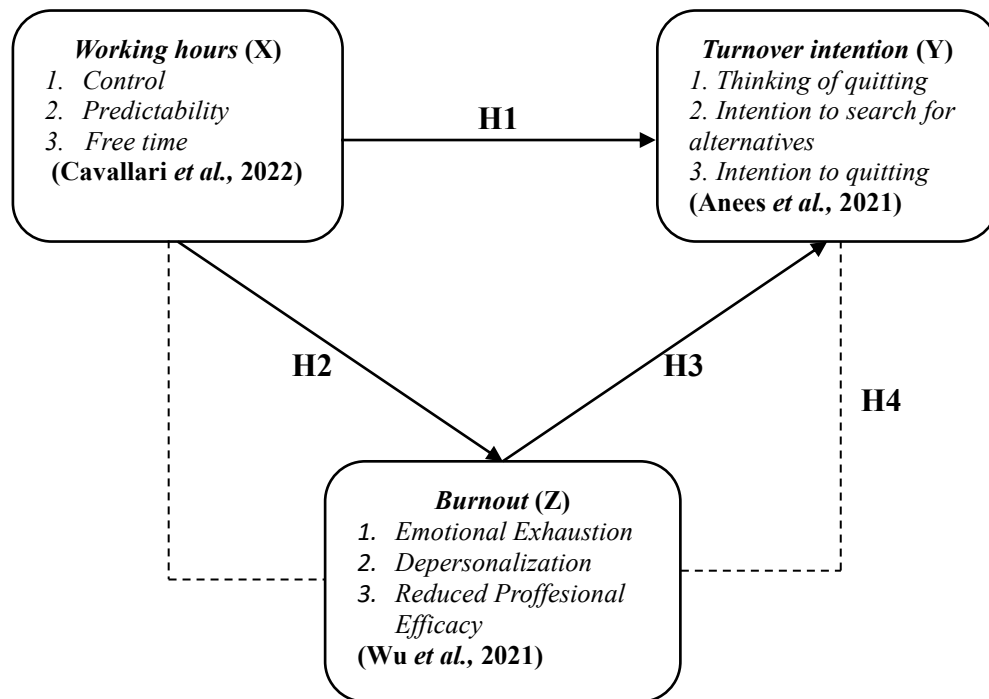 Working hours (X)
1. Control
2. Predictability
3. Free time
(Cavallari et al., 2022)
H1
Turnover intention (Y)
1. Thinking of quitting
2. Intention to search for
alternatives
3. Intention to quitting
(Anees et al., 2021)
H2
H3
H4
Burnout (Z)
1. Emotional Exhaustion
2. Depersonalization
3. Reduced Proffesional
Efficacy
(Wu et al., 2021)